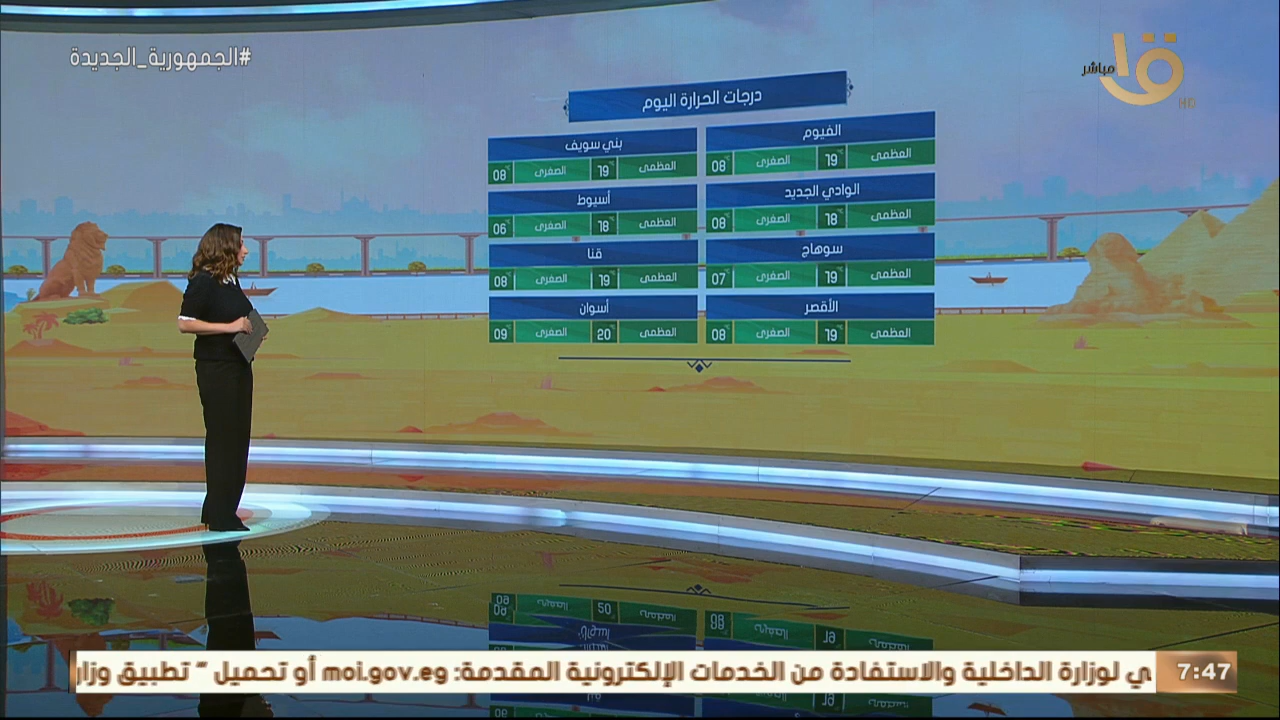 #الجمهورية_الجديدة
مباشر
HD
درجات الحرارة اليوم
الفيوم
العظمى 19 الصغرى 08
بني سويف
العظمى 19 الصغرى 08
الوادي الجديد
العظمى 18 الصغرى 08
أسيوط
العظمى 18 الصغرى 06
سوهاج
العظمى 19 الصغرى 07
قنا
العظمى 19 الصغرى 08
الأقصر
العظمى 19 الصغرى 08
أسوان
العظمى 20 الصغرى 09
7:47
لوزارة الداخلية والاستفادة من الخدمات الإلكترونية المقدمة: moi.gov.eg أو تحميل " تطبيق